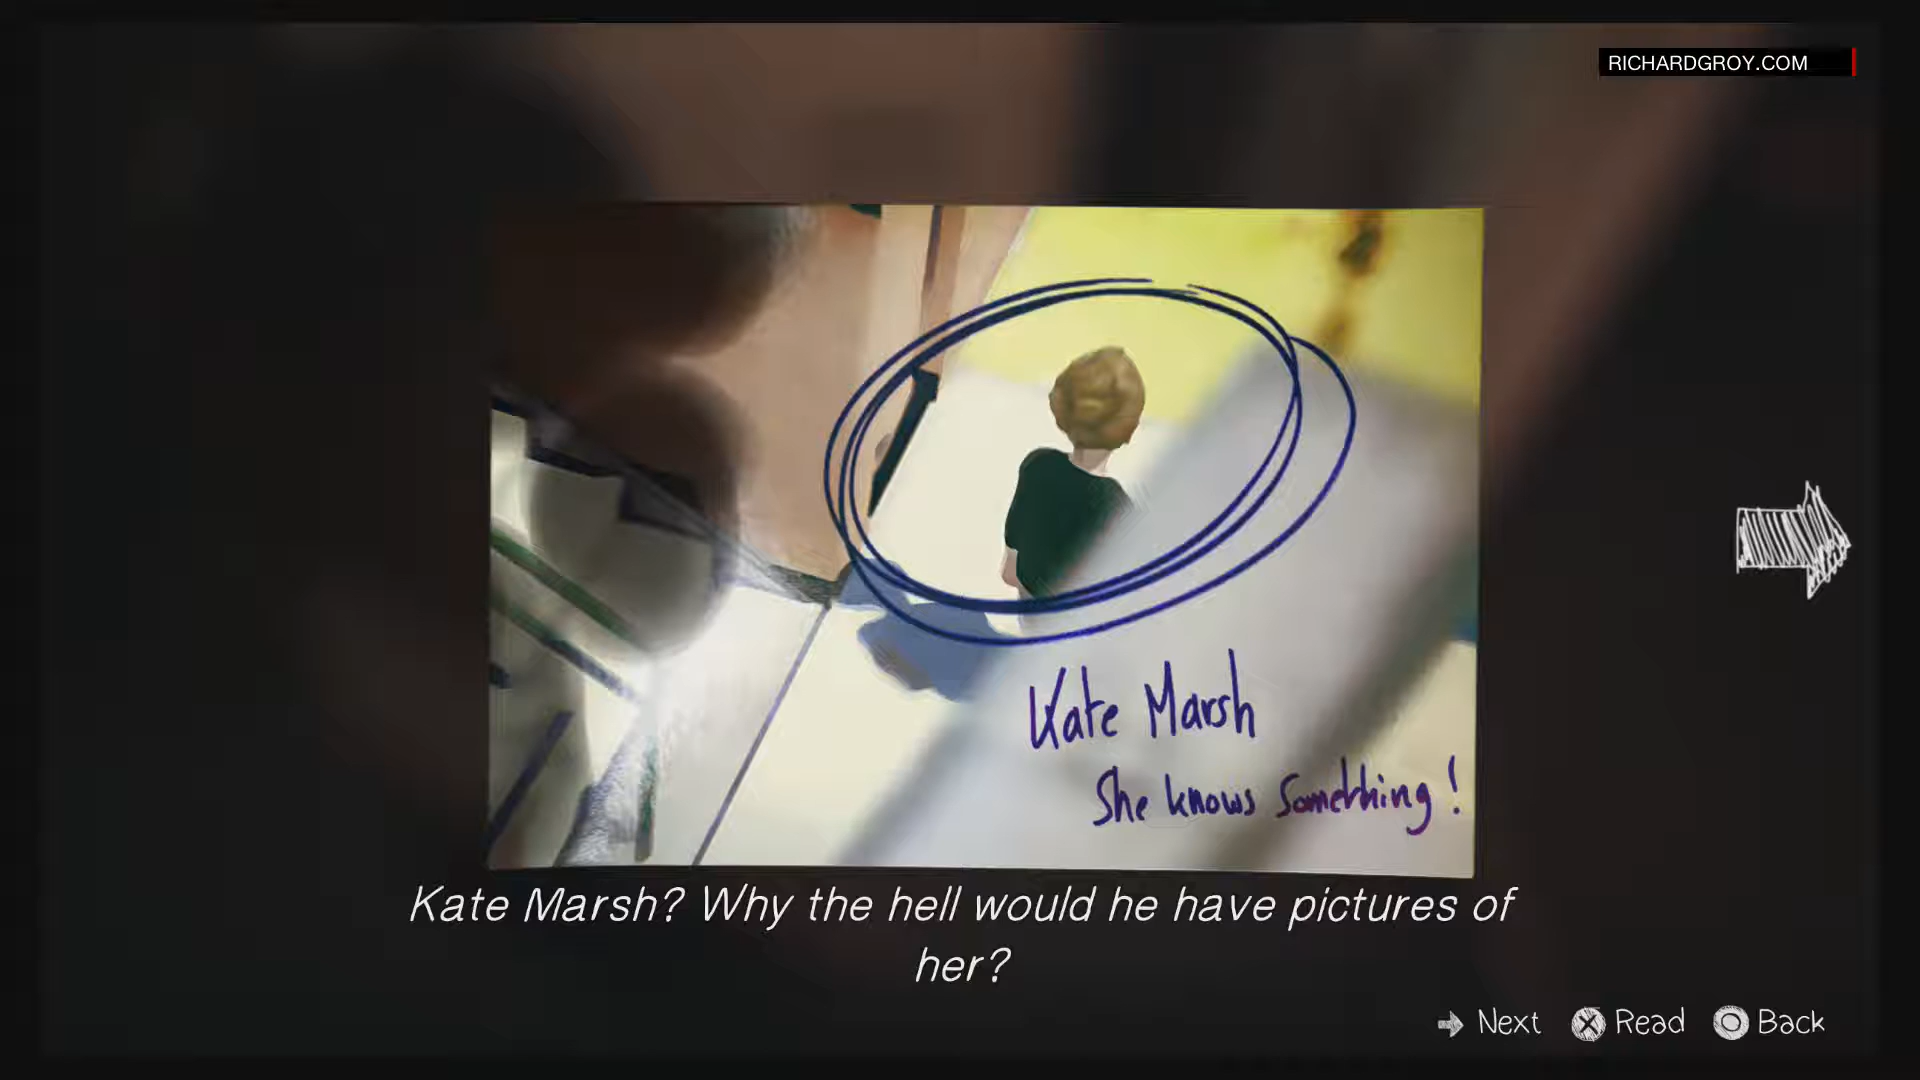 RICHARDGROY.COM
Kate Marsh
She knows Something!
Kate Marsh? Why the hell would he have pictures of
her?
Next Read Back